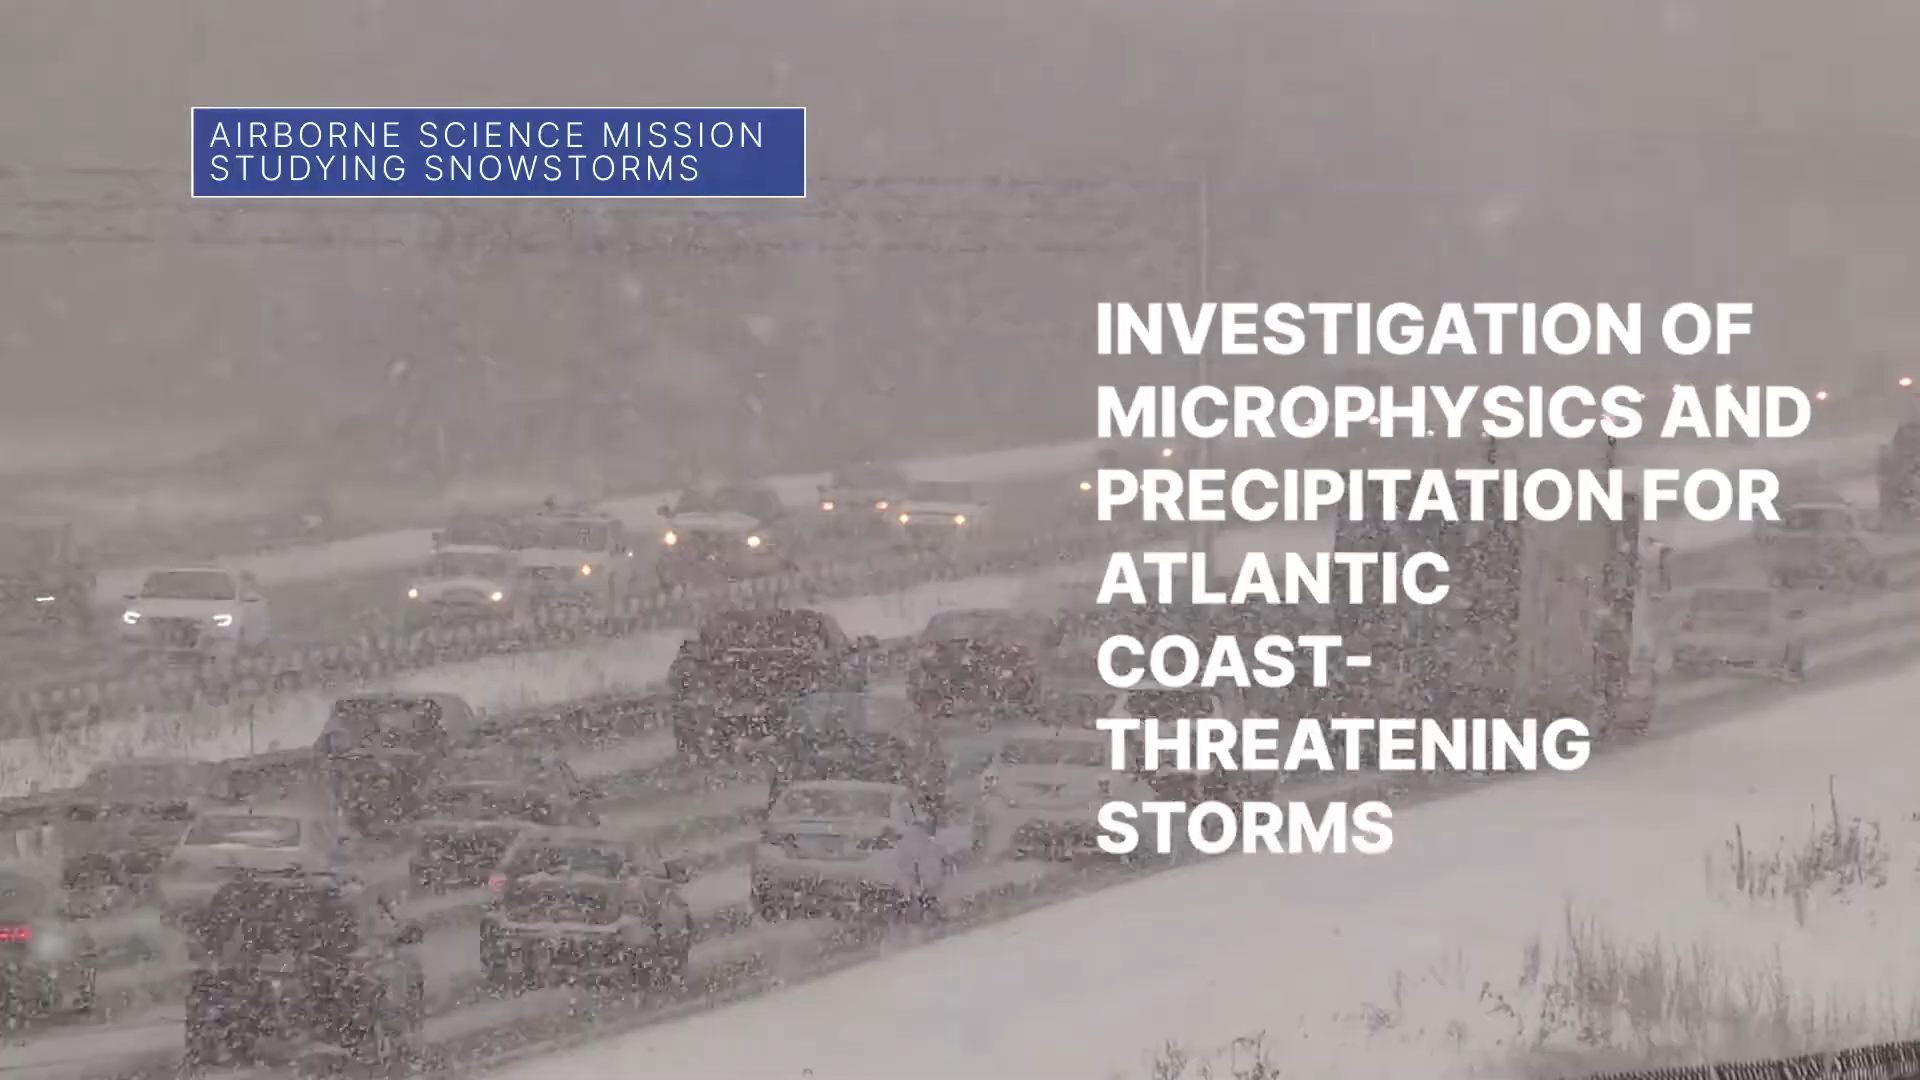 AIRBORNE SCIENCE MISSION
STUDYING SNOWSTORMS
INVESTIGATION OF
MICROPHYSICS AND
PRECIPITATION FOR
ATLANTIC
COAST-
THREATENING
STORMS